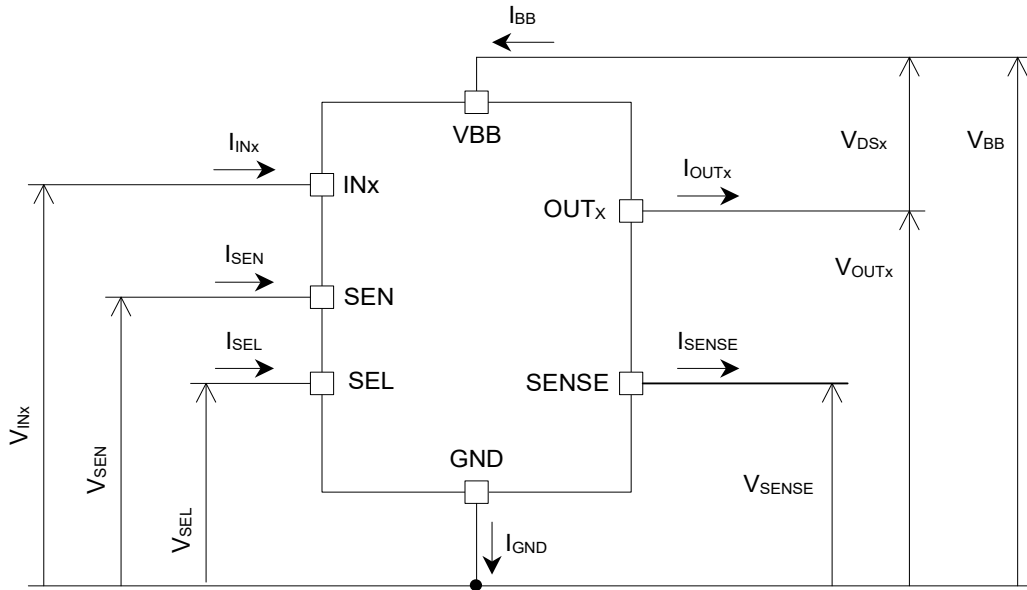 IBB
VBB
IINx
INx
VDSx
VBB
IOUTx
OUTx
ISEN
SEN
VOUTx
ISEL
SEL
ISENSE
SENSE
VINx
VSEN
VSEL
GND
VSENSE
IGND